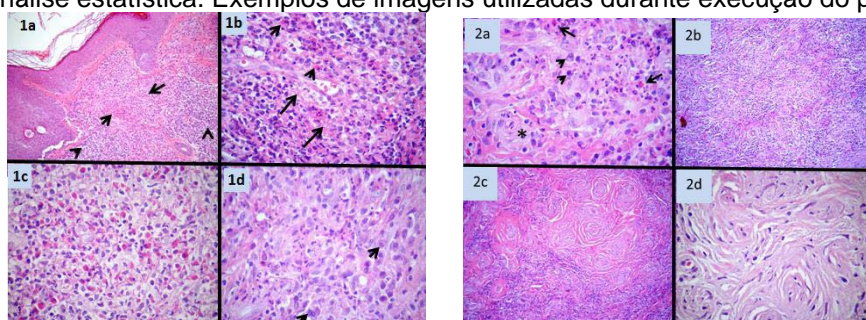 nálise estatística. Exemplos de imagens utilizadas durante execução do p
1a 1b 2a 2b
*
1c 1d 2c 2d